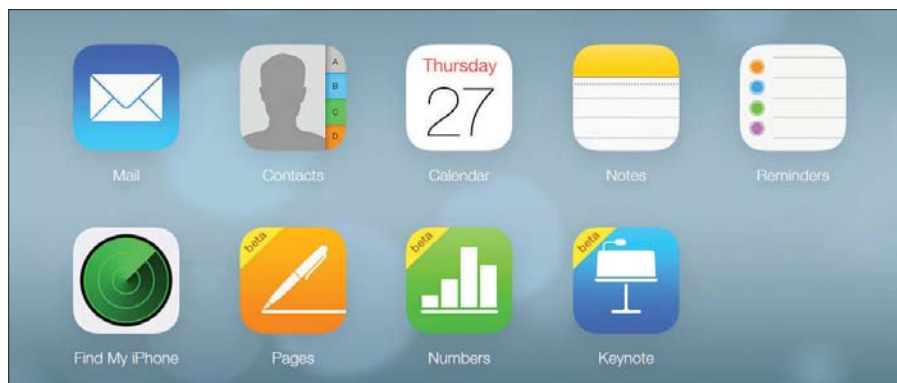 Thursday
27
A
B
C
D
Mail
Contacts
Calendar
Notes
Reminders
beta
beta
beta
Find My iPhone
Pages
Numbers
Keynote